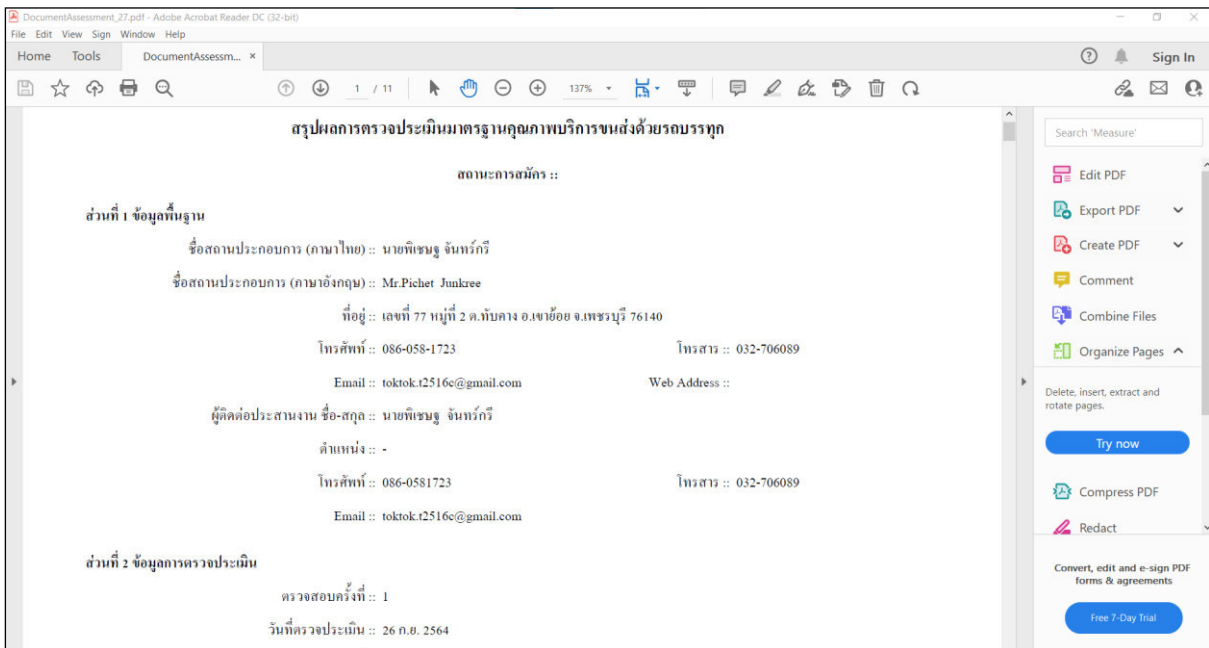 DocumentAssessment_27.pdf - Adobe Acrobat Reader DC (32-bit)
File Edit View Sign Window Help
Home Tools DocumentAssessm... × Sign In
1 / 11 137%
สรุปผลการตรวจประเมินมาตรฐานคุณภาพบริการขนส่งด้วยรถบรรทุก
สถานะการสมัคร ::
ส่วนที่ 1 ข้อมูลพื้นฐาน
ชื่อสถานประกอบการ (ภาษาไทย) :: นายพิเชษฐ จันทร์กรี
ชื่อสถานประกอบการ (ภาษาอังกฤษ) :: Mr.Pichet Junkree
ที่อยู่ :: เลขที่ 77 หมู่ที่ 2 ต.ทับคาง อ.เขาย้อย จ.เพชรบุรี 76140
โทรศัพท์ :: 086-058-1723 โทรสาร :: 032-706089
Email :: toktok.t2516c@gmail.com Web Address ::
ผู้ติดต่อประสานงาน ชื่อ-สกุล :: นายพิเชษฐ จันทร์กรี
ตำแหน่ง :: -
โทรศัพท์ :: 086-0581723 โทรสาร :: 032-706089
Email :: toktok.t2516c@gmail.com
ส่วนที่ 2 ข้อมูลการตรวจประเมิน
ตรวจสอบครั้งที่ :: 1
วันที่ตรวจประเมิน :: 26 ก.ย. 2564
Search 'Measure'
Edit PDF
Export PDF
Create PDF
Comment
Combine Files
Organize Pages
Delete, insert, extract and
rotate pages.
Try now
Compress PDF
Redact
Convert, edit and e-sign PDF
forms & agreements
Free 7-Day Trial